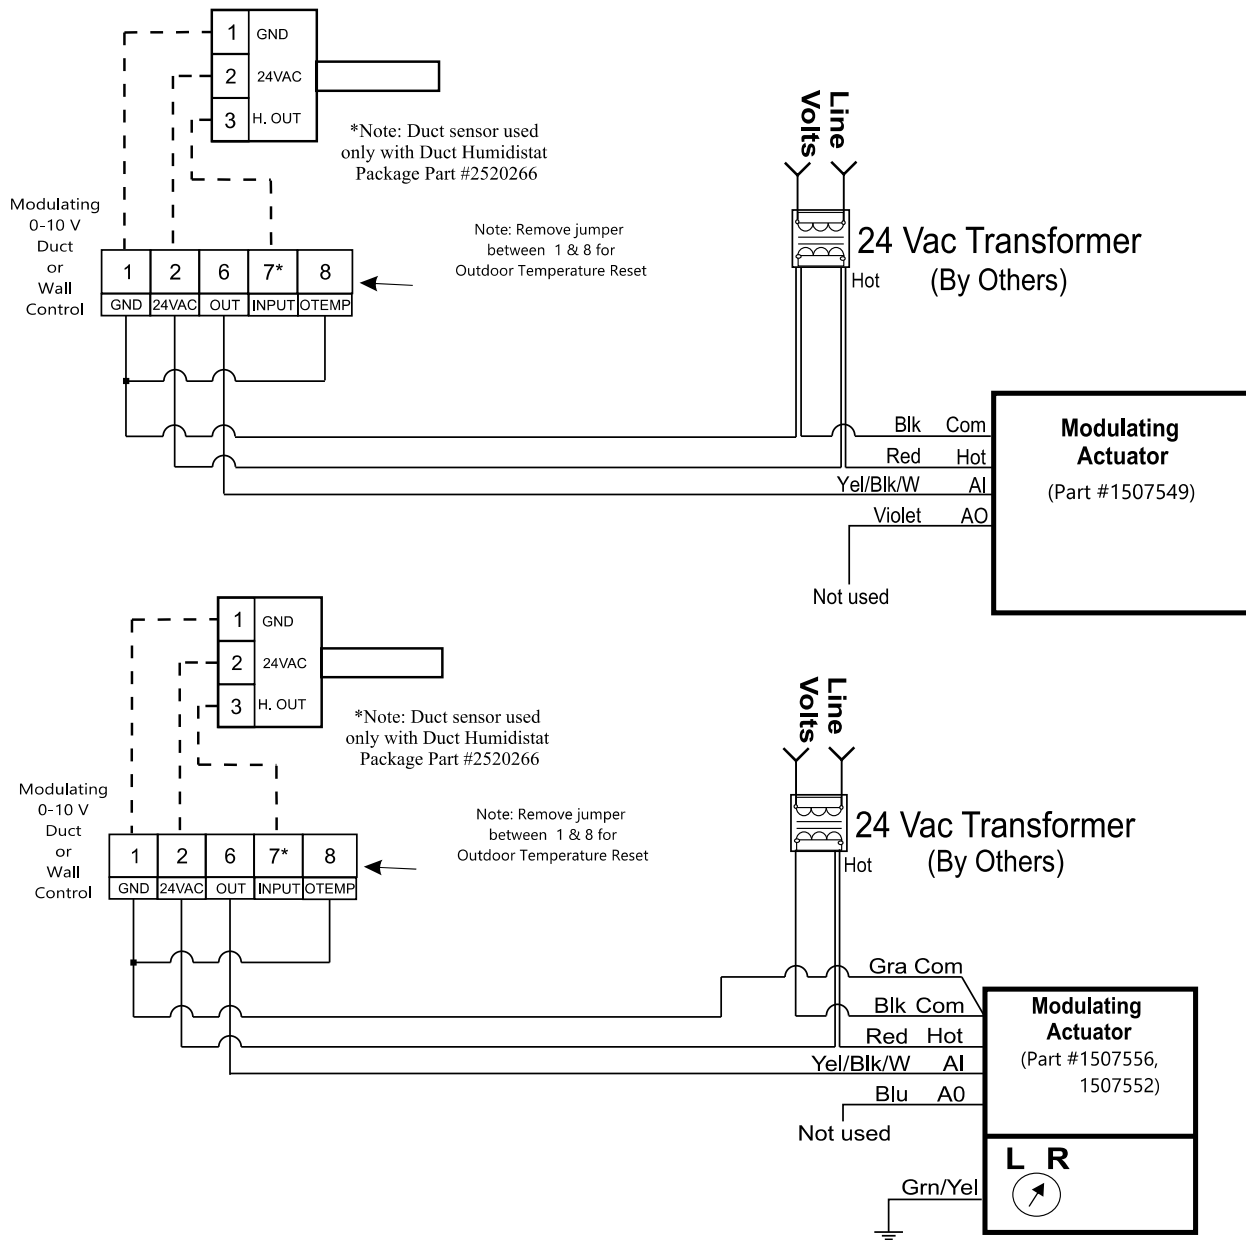 1 GND
2 24VAC
3 H. OUT
*Note: Duct sensor used
only with Duct Humidistat
Package Part #2520266
Line
Volts
Modulating
0-10 V
Duct
or
Wall
Control
Note: Remove jumper
between 1 & 8 for
Outdoor Temperature Reset
1 2 6 7* 8
GND 24VAC OUT INPUT OTEMP
24 Vac Transformer
(By Others)
Hot
Blk Com
Red Hot
Yel/Blk/W AI
Violet AO
Not used
Modulating
Actuator
(Part #1507549)
1 GND
2 24VAC
3 H. OUT
*Note: Duct sensor used
only with Duct Humidistat
Package Part #2520266
Line
Volts
Modulating
0-10 V
Duct
or
Wall
Control
Note: Remove jumper
between 1 & 8 for
Outdoor Temperature Reset
1 2 6 7* 8
GND 24VAC OUT INPUT OTEMP
24 Vac Transformer
(By Others)
Hot
Gra Com
Blk Com
Red Hot
Yel/Blk/W AI
Blu A0
Not used
Modulating
Actuator
(Part #1507556,
1507552)
L R
Grn/Yel